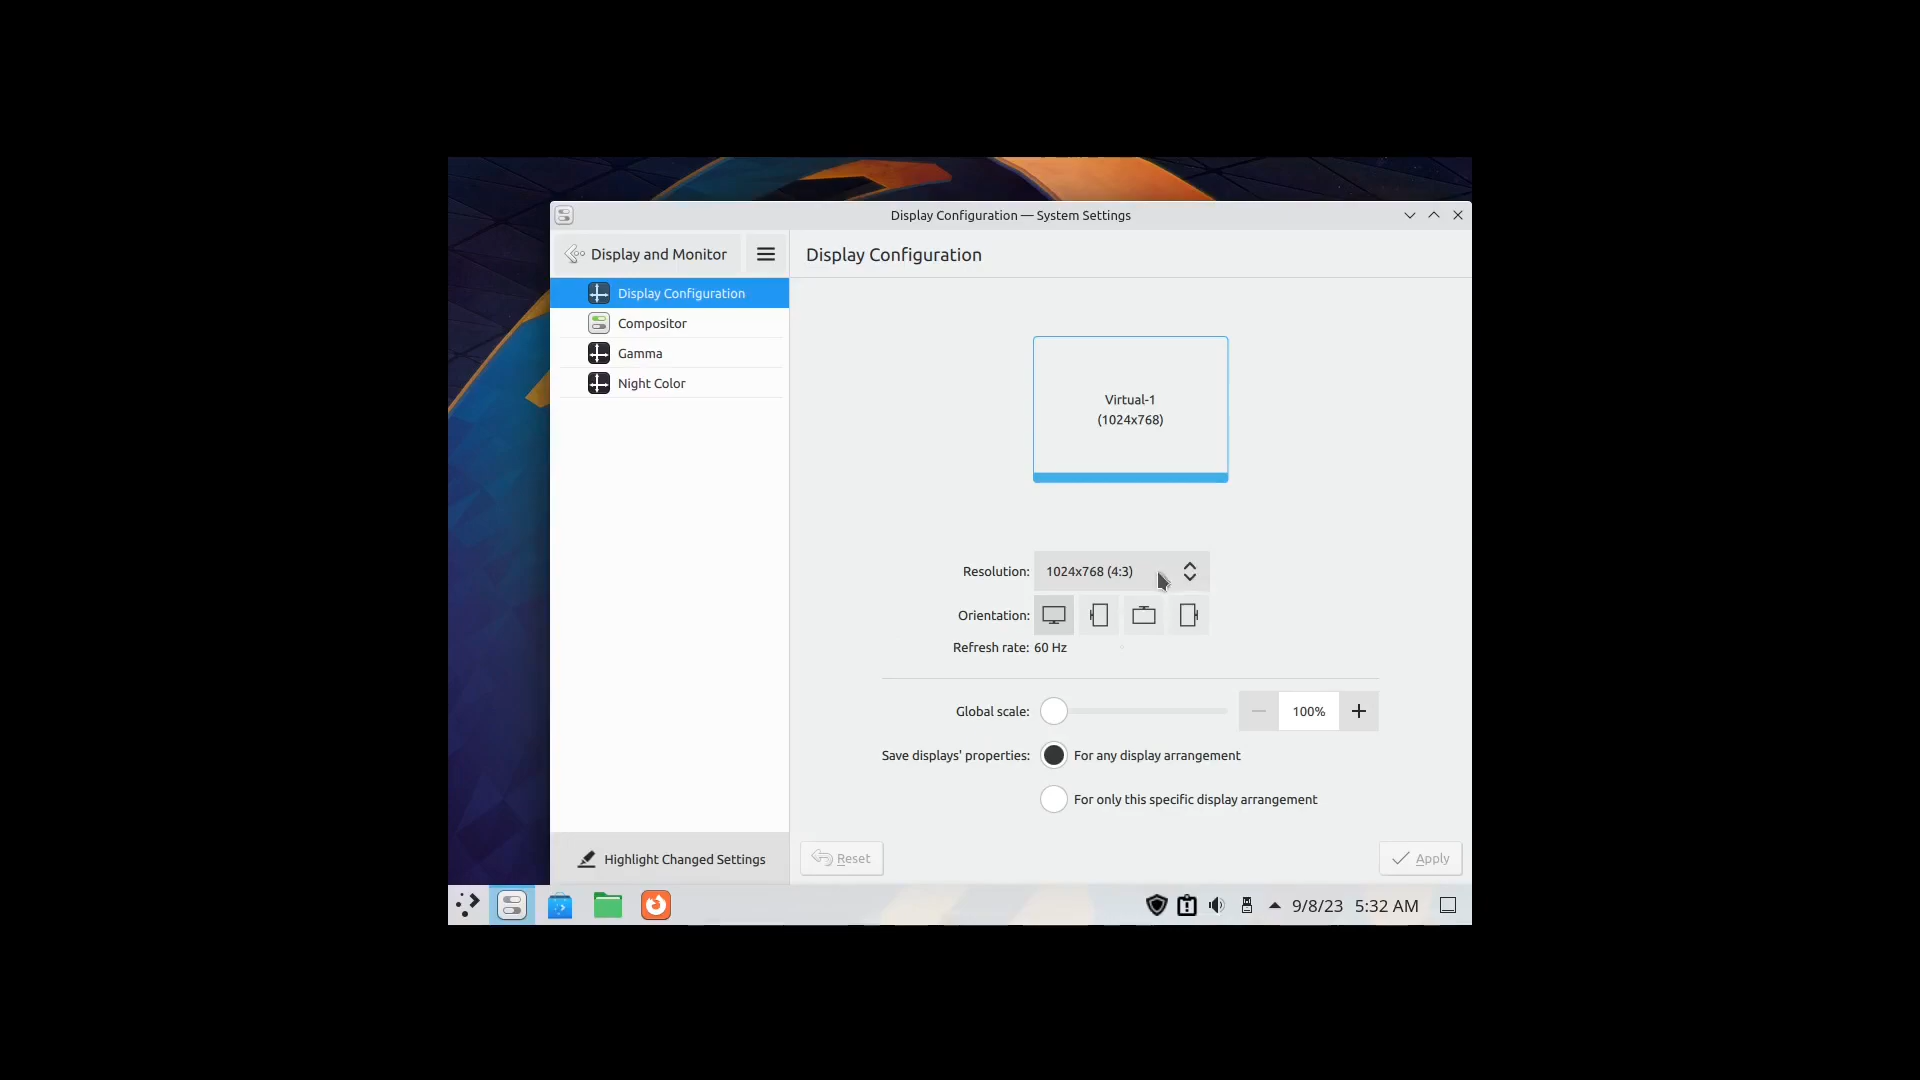 Display Configuration — System Settings
Display and Monitor
Display Configuration
Display Configuration
Compositor
Gamma
Night Color
Virtual-1
(1024x768)
Resolution: 1024x768 (4:3)
Orientation:
Refresh rate: 60 Hz
Global scale: 100%
Save displays' properties: For any display arrangement
For only this specific display arrangement
Highlight Changed Settings
Reset
Apply
9/8/23 5:32 AM